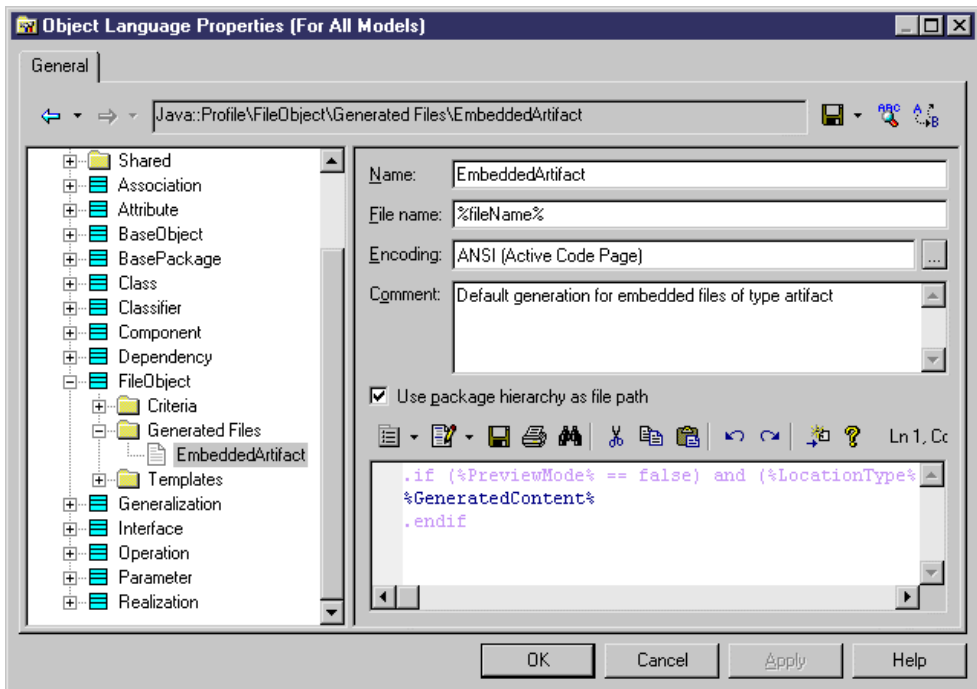 Object Language Properties (For All Models)
General
Java::Profile\FileObject\Generated Files\EmbeddedArtifact
ABC
A
B
Shared
Association
Attribute
BaseObject
BasePackage
Class
Classifier
Component
Dependency
FileObject
Criteria
Generated Files
EmbeddedArtifact
Templates
Generalization
Interface
Operation
Parameter
Realization
Name: EmbeddedArtifact
File name: %fileName%
Encoding: ANSI (Active Code Page) ...
Comment: Default generation for embedded files of type artifact
Use package hierarchy as file path
Ln 1, Cc
.if (%PreviewMode% == false) and (%LocationType%
%GeneratedContent%
.endif
OK Cancel Apply Help